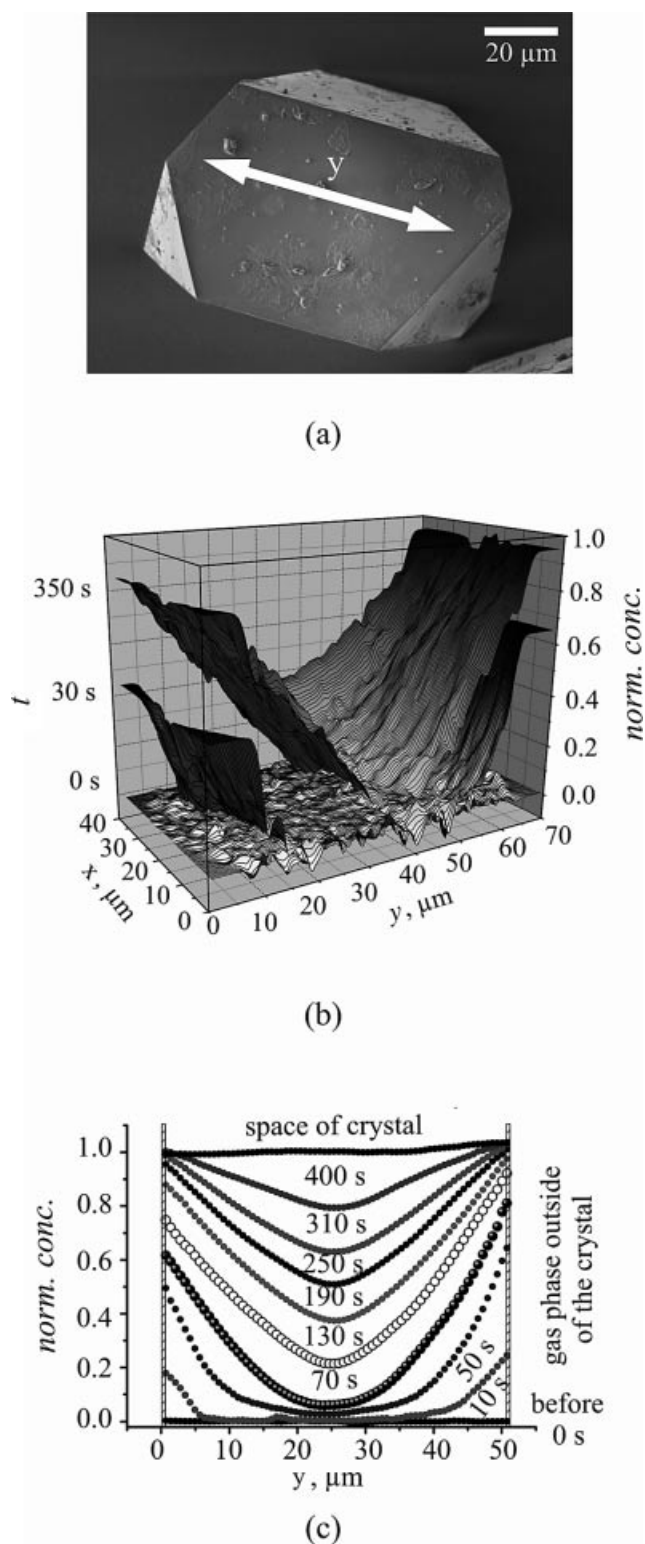 20 µm
y
(a)
350 s
30 s
0 s
t
40
30
20
10
0
x, µm
0
10
20
30
40
50
60
70
y, µm
1.0
0.8
0.6
0.4
0.2
0.0
norm. conc.
(b)
space of crystal
1.0
0.8
0.6
0.4
0.2
0.0
norm. conc.
400 s
310 s
250 s
190 s
130 s
70 s
50 s
10 s
gas phase outside
of the crystal
before
0 s
0
10
20
30
40
50
y, µm
(c)